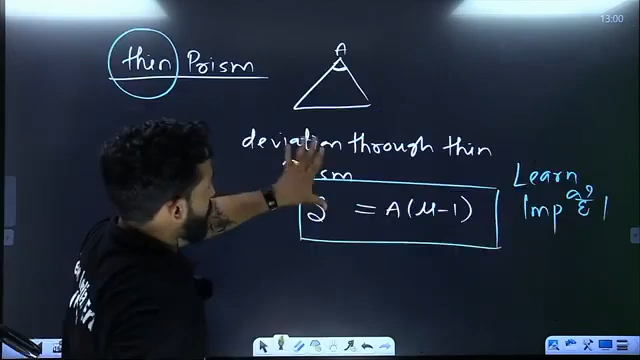 13:00
thin Prism
A
deviation through thin
= A(μ-1)
Learn
Imp